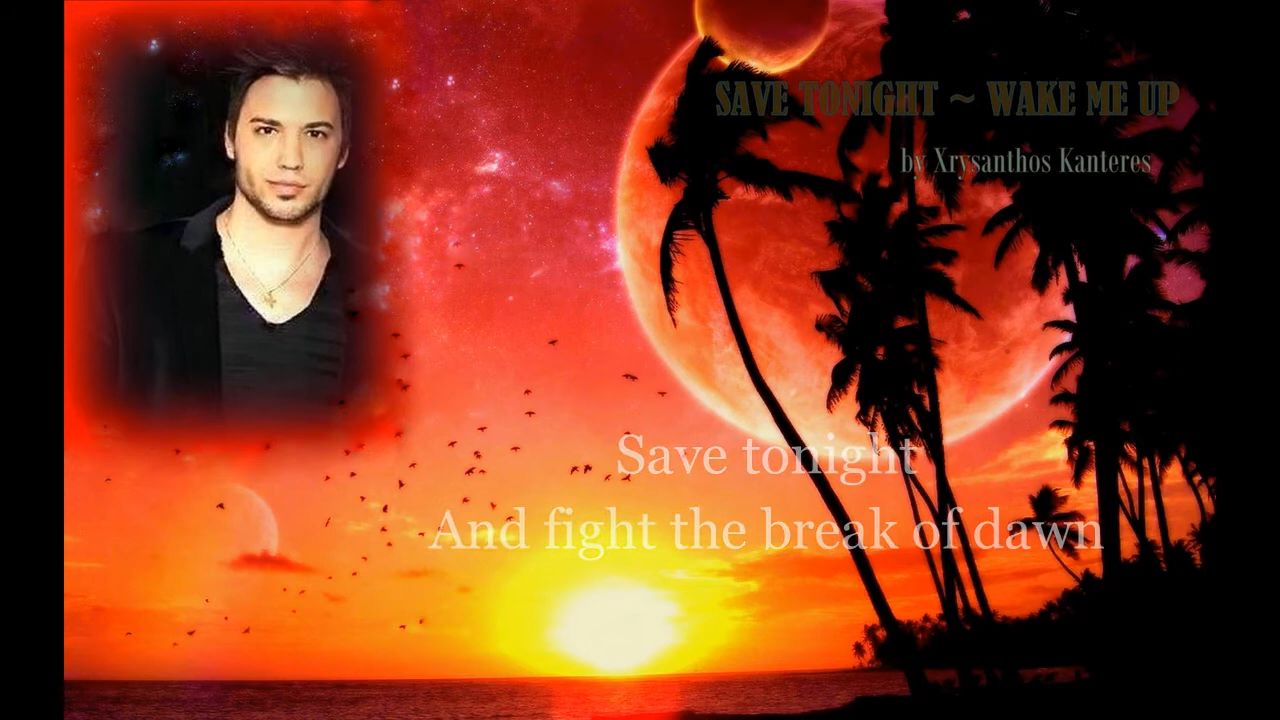 SAVE TONIGHT ~ WAKE ME UP
by Xrysanthos Kanteres
Save tonight
And fight the break of dawn